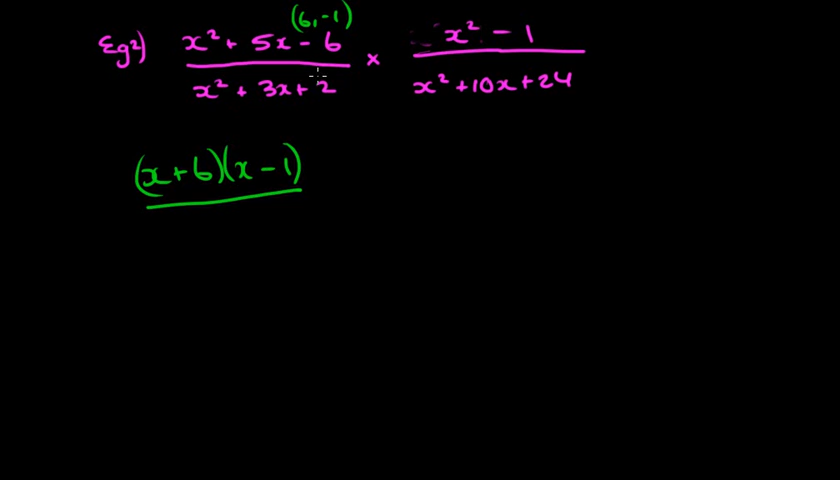 (6,-1)
Eg2) x² + 5x - 6 / x² + 3x + 2 × x² - 1 / x² + 10x + 24
(x + 6)(x - 1)